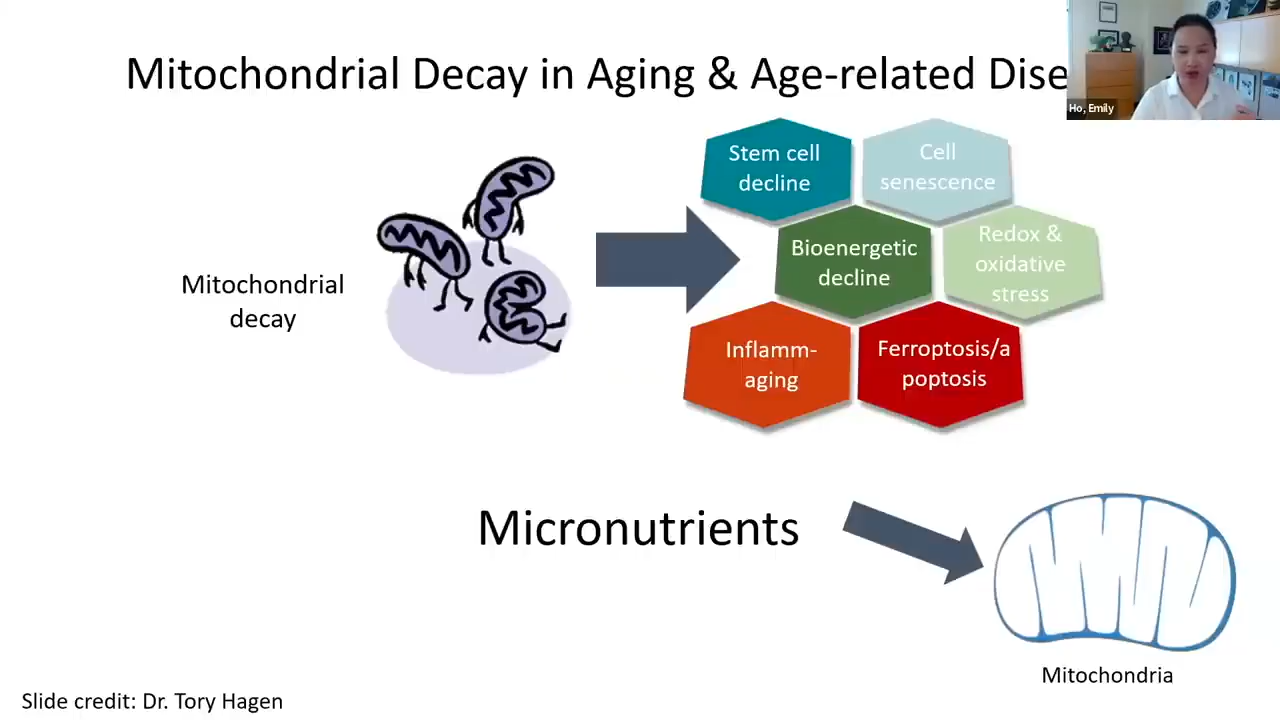 Mitochondrial Decay in Aging & Age-related Dise
Ho, Emily
Stem cell
decline
Cell
senescence
Mitochondrial
decay
Bioenergetic
decline
Redox &
oxidative
stress
Inflamm-
aging
Ferroptosis/a
poptosis
Micronutrients
Mitochondria
Slide credit: Dr. Tory Hagen